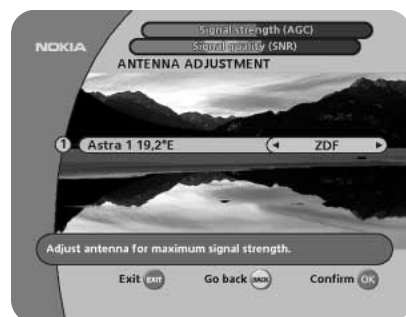 Signal strength (AGC)
NOKIA
Signal quality (SNR)
ANTENNA ADJUSTMENT
1 Astra 1 19,2°E ZDF
Adjust antenna for maximum signal strength.
Exit EXIT Go back BACK Confirm OK